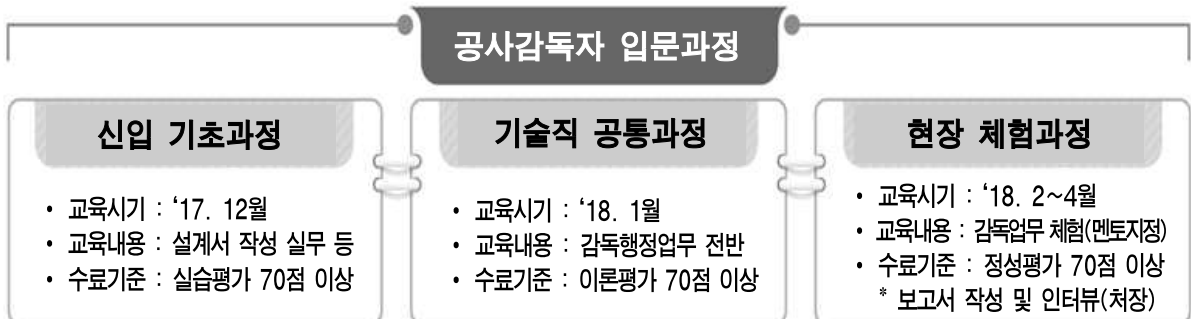 공사감독자 입문과정
신입 기초과정
• 교육시기 : ‘17. 12월
• 교육내용 : 설계서 작성 실무 등
• 수료기준 : 실습평가 70점 이상
기술직 공통과정
• 교육시기 : ‘18. 1월
• 교육내용 : 감독행정업무 전반
• 수료기준 : 이론평가 70점 이상
현장 체험과정
• 교육시기 : ‘18. 2~4월
• 교육내용 : 감독업무 체험(멘토지정)
• 수료기준 : 정성평가 70점 이상
* 보고서 작성 및 인터뷰(처장)